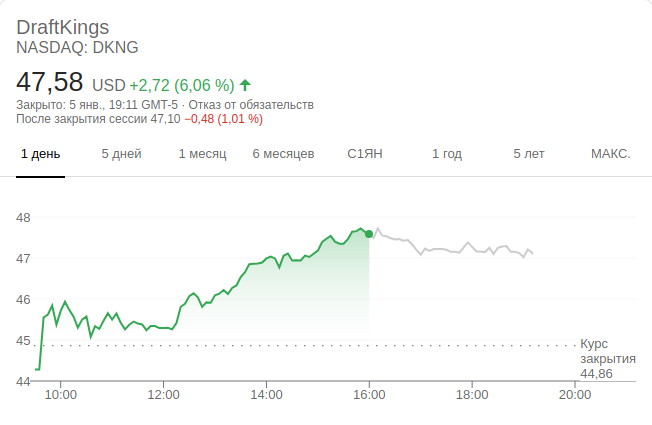 DraftKings
NASDAQ: DKNG
47,58 USD +2,72 (6,06 %)
Закрыто: 5 янв., 19:11 GMT-5 · Отказ от обязательств
После закрытия сессии 47,10 −0,48 (1,01 %)
1 день 5 дней 1 месяц 6 месяцев С1ЯН 1 год 5 лет МАКС.
48
47
46
45
44
Курс
закрытия
44,86
10:00 12:00 14:00 16:00 18:00 20:00